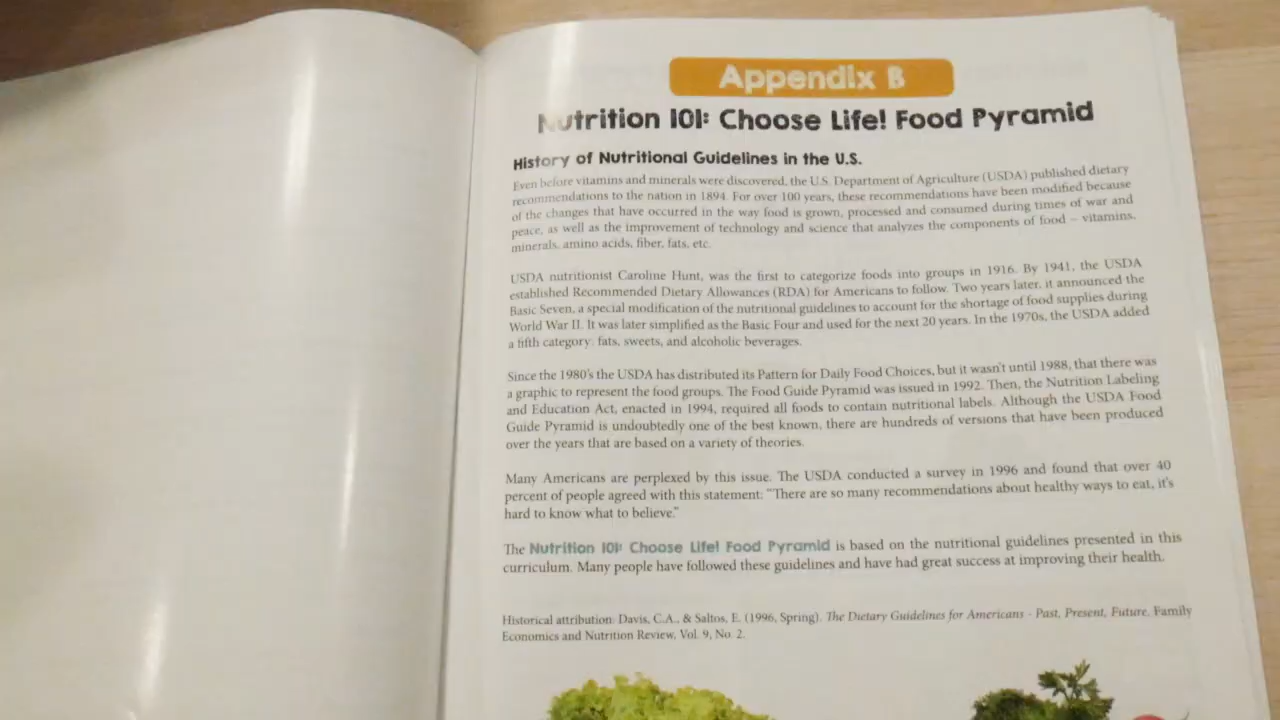 Appendix B
Nutrition 101: Choose Life! Food Pyramid
History of Nutritional Guidelines in the U.S.
Even before vitamins and minerals were discovered, the U.S. Department of Agriculture (USDA) published dietary
recommendations to the nation in 1894. For over 100 years, these recommendations have been modified because
of the changes that have occurred in the way food is grown, processed and consumed during times of war and
peace, as well as the improvement of technology and science that analyzes the components of food – vitamins,
minerals, amino acids, fiber, fats, etc.
USDA nutritionist Caroline Hunt, was the first to categorize foods into groups in 1916. By 1941, the USDA
established Recommended Dietary Allowances (RDA) for Americans to follow. Two years later, it announced the
Basic Seven, a special modification of the nutritional guidelines to account for the shortage of food supplies during
World War II. It was later simplified as the Basic Four and used for the next 20 years. In the 1970s, the USDA added
a fifth category: fats, sweets, and alcoholic beverages.
Since the 1980's the USDA has distributed its Pattern for Daily Food Choices, but it wasn't until 1988, that there was
a graphic to represent the food groups. The Food Guide Pyramid was issued in 1992. Then, the Nutrition Labeling
and Education Act, enacted in 1994, required all foods to contain nutritional labels. Although the USDA Food
Guide Pyramid is undoubtedly one of the best known, there are hundreds of versions that have been produced
over the years that are based on a variety of theories.
Many Americans are perplexed by this issue. The USDA conducted a survey in 1996 and found that over 40
percent of people agreed with this statement: "There are so many recommendations about healthy ways to eat, it's
hard to know what to believe."
The Nutrition 101: Choose Life! Food Pyramid is based on the nutritional guidelines presented in this
curriculum. Many people have followed these guidelines and have had great success at improving their health.
Historical attribution: Davis, C.A., & Saltos, E. (1996, Spring). The Dietary Guidelines for Americans - Past, Present, Future. Family
Economics and Nutrition Review, Vol. 9, No. 2.